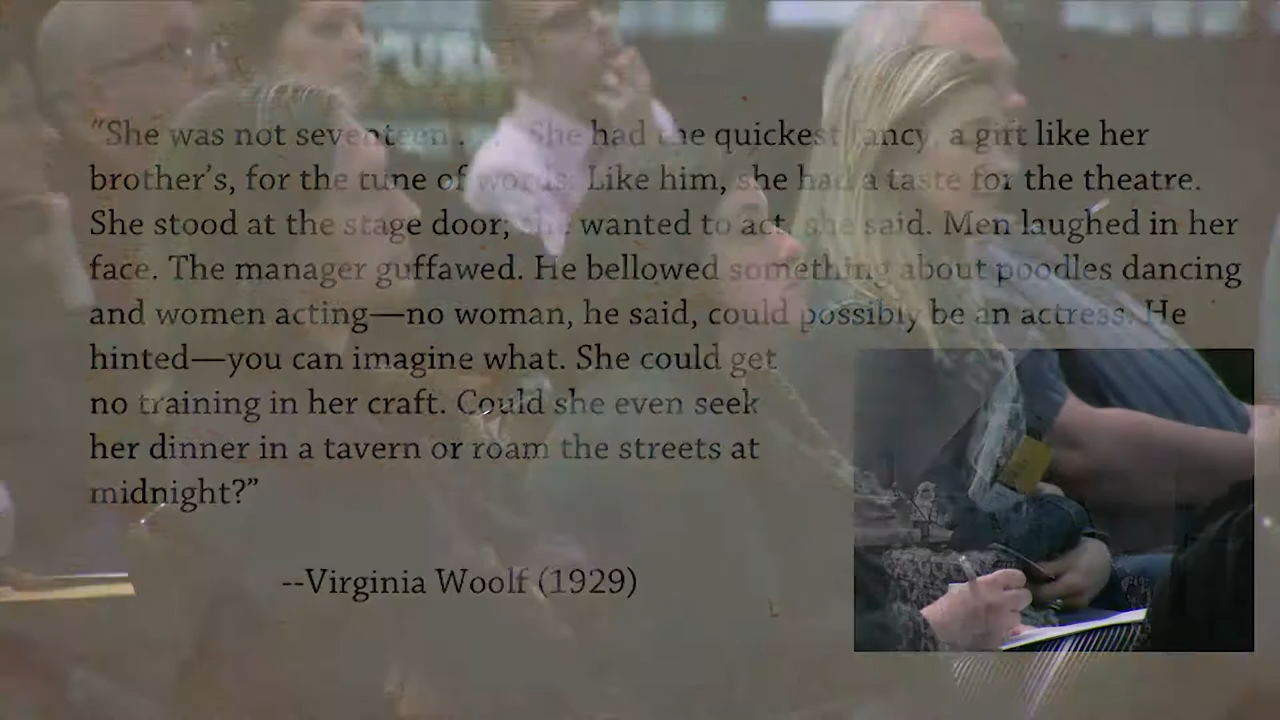 “She was not seventeen . . . She had the quickest fancy, a gift like her
brother’s, for the tune of words. Like him, she had a taste for the theatre.
She stood at the stage door; she wanted to act, she said. Men laughed in her
face. The manager guffawed. He bellowed something about poodles dancing
and women acting—no woman, he said, could possibly be an actress. He
hinted—you can imagine what. She could get
no training in her craft. Could she even seek
her dinner in a tavern or roam the streets at
midnight?”
--Virginia Woolf (1929)